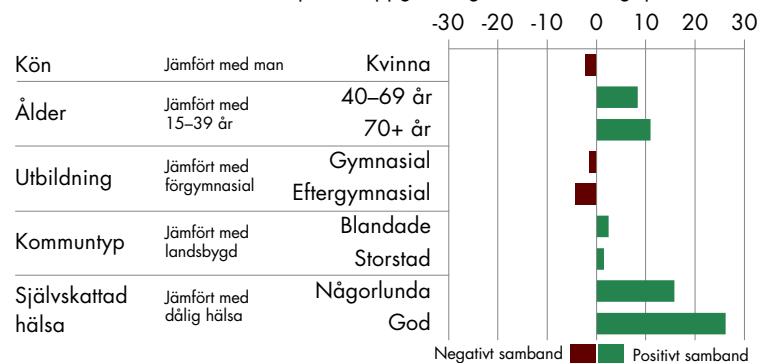 -30 -20 -10 0 10 20 30
Kön Jämfört med man Kvinna
Ålder Jämfört med 15–39 år 40–69 år
70+ år
Utbildning Jämfört med förgymnasial Gymnasial
Eftergymnasial
Kommuntyp Jämfört med landsbygd Blandade
Storstad
Självskattad hälsa Jämfört med dålig hälsa Någorlunda
God
Negativt samband Positivt samband